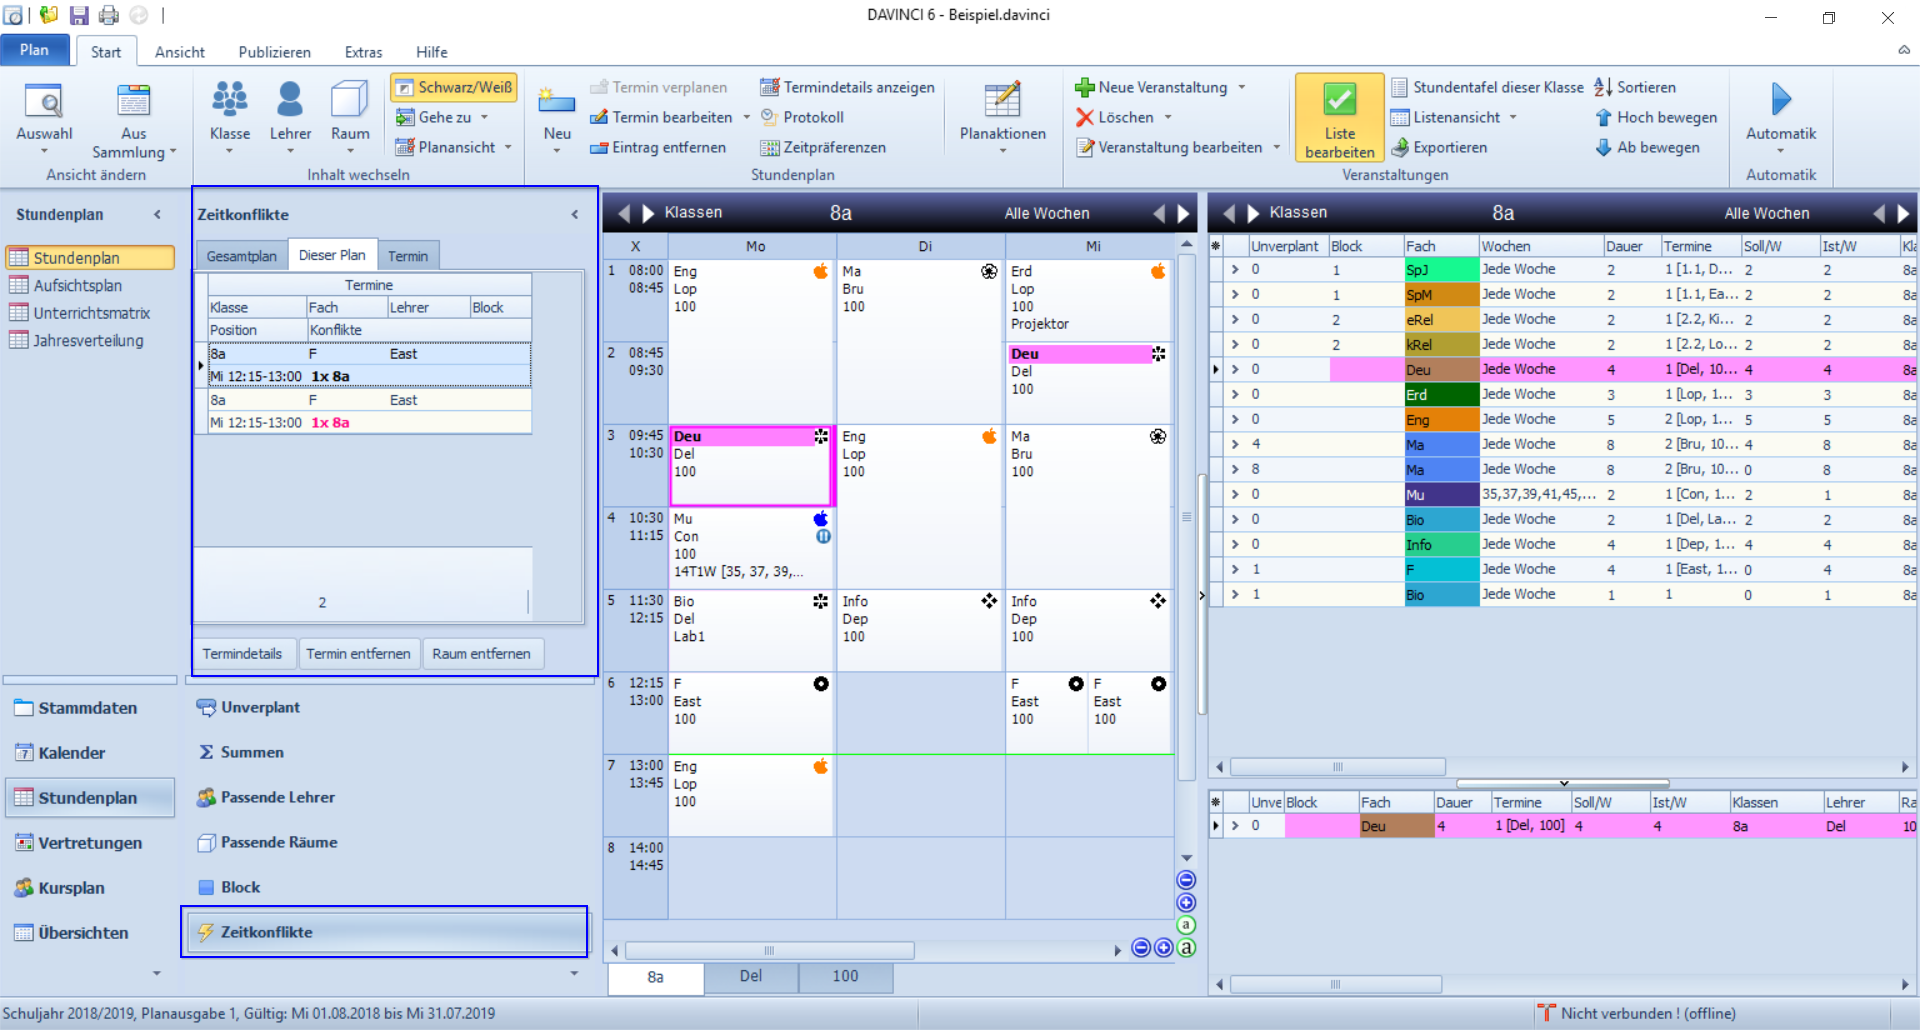 DAVINCI 6 - Beispiel.davinci
Plan Start Ansicht Publizieren Extras Hilfe
Auswahl
Aus Sammlung
Ansicht ändern
Klasse Lehrer Raum
Schwarz/Weiß
Gehe zu
Planansicht
Inhalt wechseln
Neu
Termin verplanen
Termin bearbeiten
Eintrag entfernen
Termindetails anzeigen
Protokoll
Zeitpräferenzen
Stundenplan
Planaktionen
Neue Veranstaltung
Löschen
Veranstaltung bearbeiten
Liste bearbeiten
Stundentafel dieser Klasse
Listenansicht
Exportieren
Sortieren
Hoch bewegen
Ab bewegen
Veranstaltungen
Automatik
Automatik
Stundenplan
Stundenplan
Aufsichtsplan
Unterrichtsmatrix
Jahresverteilung
Stammdaten
Kalender
Stundenplan
Vertretungen
Kursplan
Übersichten
Zeitkonflikte
Gesamtplan Dieser Plan Termin
Termine
Klasse Fach Lehrer Block
Position Konflikte
8a F East
Mi 12:15-13:00 1x 8a
8a F East
Mi 12:15-13:00 1x 8a
2
Termindetails Termin entfernen Raum entfernen
Unverplant
Summen
Passende Lehrer
Passende Räume
Block
Zeitkonflikte
Klassen 8a Alle Wochen
X Mo Di Mi
1 08:00 08:45
Eng Lop 100
Ma Bru 100
Erd Lop 100 Projektor
2 08:45 09:30
Deu Del 100
3 09:45 10:30
Deu Del 100
Eng Lop 100
Ma Bru 100
4 10:30 11:15
Mu Con 100 14T1W [35, 37, 39,...
5 11:30 12:15
Bio Del Lab1
Info Dep 100
Info Dep 100
6 12:15 13:00
F East 100
F East 100
F East 100
7 13:00 13:45
Eng Lop 100
8 14:00 14:45
a
a
8a Del 100
Klassen 8a Alle Wochen
Unverplant Block Fach Wochen Dauer Termine Soll/W Ist/W Kla
0 1 SpJ Jede Woche 2 1 [1.1, D... 2 2 8a
0 1 SpM Jede Woche 2 1 [1.1, Ea... 2 2 8a
0 2 eRel Jede Woche 2 1 [2.2, Ki... 2 2 8a
0 2 kRel Jede Woche 2 1 [2.2, Lo... 2 2 8a
0 Deu Jede Woche 4 1 [Del, 10... 4 4 8a
0 Erd Jede Woche 3 1 [Lop, 1... 3 3 8a
0 Eng Jede Woche 5 2 [Lop, 1... 5 5 8a
4 Ma Jede Woche 8 2 [Bru, 10... 4 8 8a
8 Ma Jede Woche 8 2 [Bru, 10... 0 8 8a
0 Mu 35,37,39,41,45,... 2 1 [Con, 1... 2 1 8a
0 Bio Jede Woche 2 1 [Del, La... 2 2 8a
0 Info Jede Woche 4 1 [Dep, 1... 4 4 8a
1 F Jede Woche 4 1 [East, 1... 0 4 8a
1 Bio Jede Woche 1 1 0 1 8a
Unve Block Fach Dauer Termine Soll/W Ist/W Klassen Lehrer Ra
0 Deu 4 1 [Del, 100] 4 4 8a Del 10
Schuljahr 2018/2019, Planausgabe 1, Gültig: Mi 01.08.2018 bis Mi 31.07.2019
Nicht verbunden ! (offline)